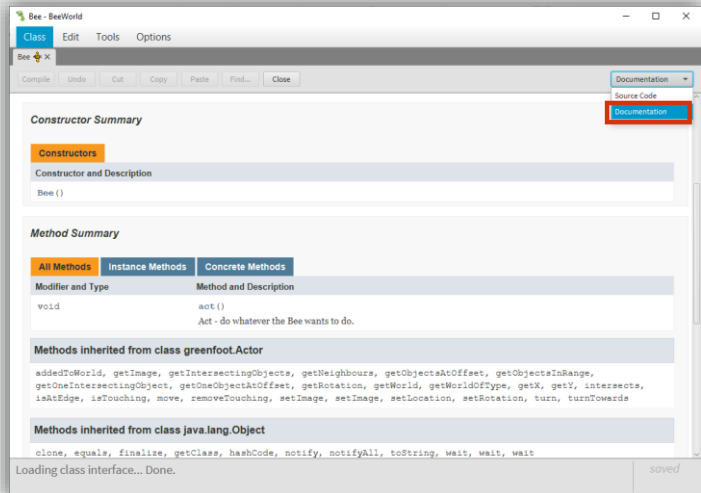 Bee - BeeWorld
Class Edit Tools Options
Bee
Compile Undo Cut Copy Paste Find... Close Documentation
Source Code
Documentation
Constructor Summary
Constructors
Constructor and Description
Bee()
Method Summary
All Methods Instance Methods Concrete Methods
Modifier and Type Method and Description
void act()
Act - do whatever the Bee wants to do.
Methods inherited from class greenfoot.Actor
addedToWorld, getImage, getIntersectingObjects, getNeighbours, getObjectsAtOffset, getObjectsInRange,
getOneIntersectingObject, getOneObjectAtOffset, getRotation, getWorld, getWorldOfType, getX, getY, intersects,
isAtEdge, isTouching, move, removeTouching, setImage, setImage, setLocation, setRotation, turn, turnTowards
Methods inherited from class java.lang.Object
clone, equals, finalize, getClass, hashCode, notify, notifyAll, toString, wait, wait, wait
Loading class interface... Done. saved